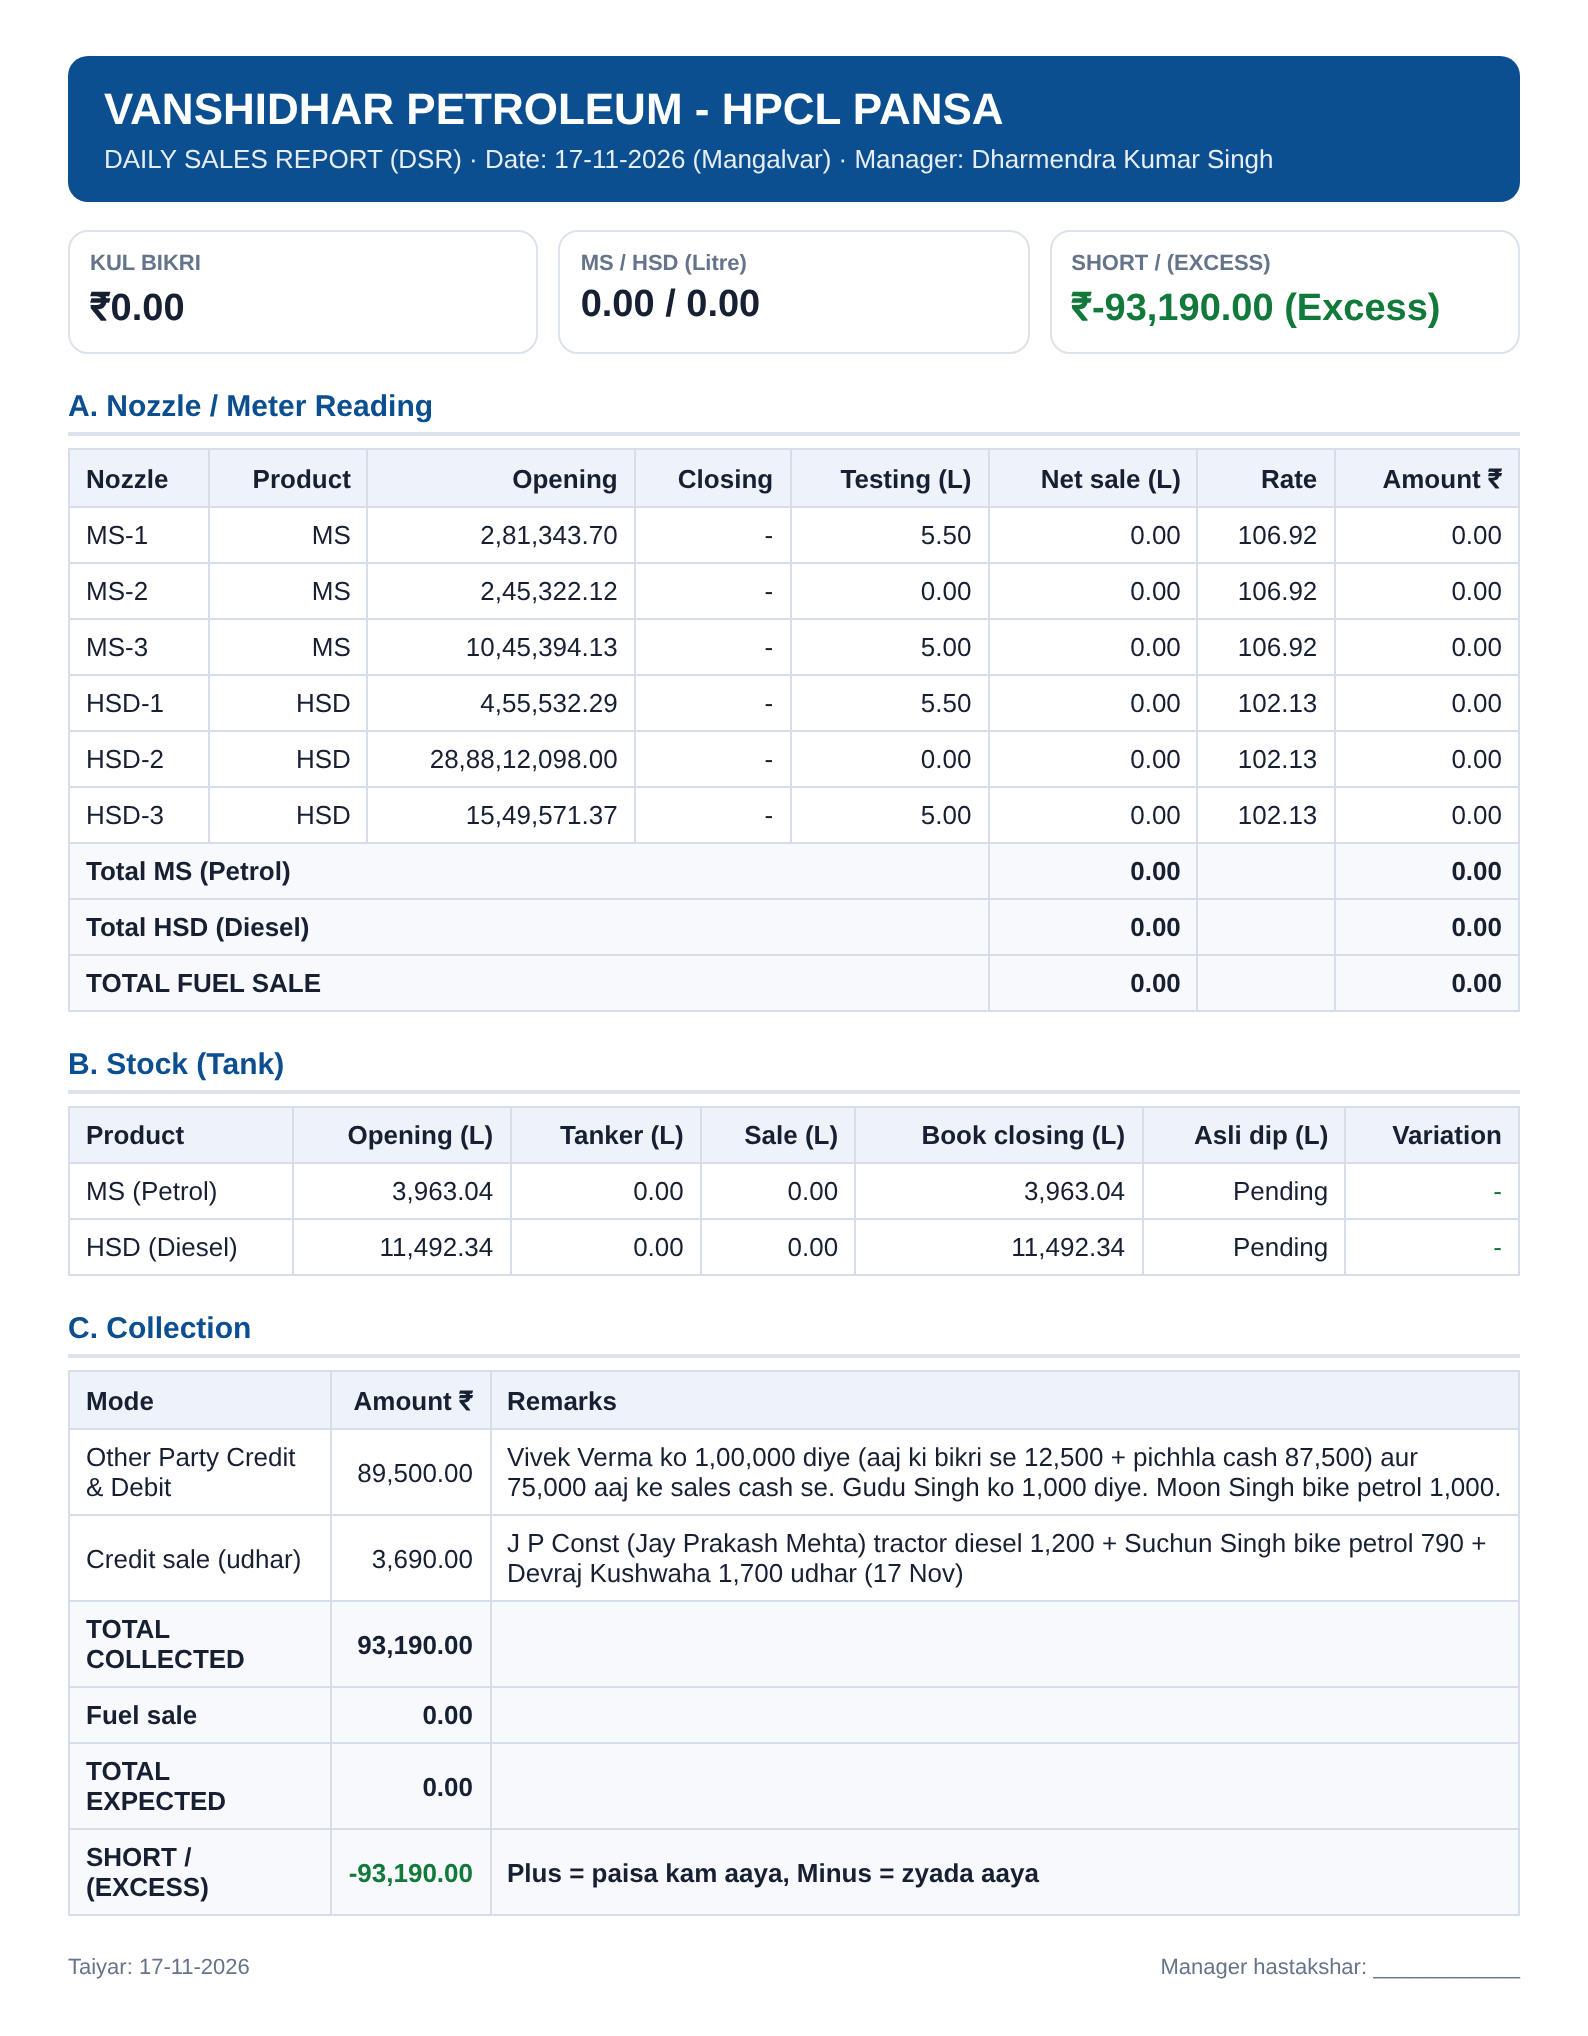 VANSHIDHAR PETROLEUM - HPCL PANSA
DAILY SALES REPORT (DSR) · Date: 17-11-2026 (Mangalvar) · Manager: Dharmendra Kumar Singh
KUL BIKRI
₹0.00
MS / HSD (Litre)
0.00 / 0.00
SHORT / (EXCESS)
₹-93,190.00 (Excess)
A. Nozzle / Meter Reading
Nozzle Product Opening Closing Testing (L) Net sale (L) Rate Amount ₹
MS-1 MS 2,81,343.70 - 5.50 0.00 106.92 0.00
MS-2 MS 2,45,322.12 - 0.00 0.00 106.92 0.00
MS-3 MS 10,45,394.13 - 5.00 0.00 106.92 0.00
HSD-1 HSD 4,55,532.29 - 5.50 0.00 102.13 0.00
HSD-2 HSD 28,88,12,098.00 - 0.00 0.00 102.13 0.00
HSD-3 HSD 15,49,571.37 - 5.00 0.00 102.13 0.00
Total MS (Petrol) 0.00 0.00
Total HSD (Diesel) 0.00 0.00
TOTAL FUEL SALE 0.00 0.00
B. Stock (Tank)
Product Opening (L) Tanker (L) Sale (L) Book closing (L) Asli dip (L) Variation
MS (Petrol) 3,963.04 0.00 0.00 3,963.04 Pending -
HSD (Diesel) 11,492.34 0.00 0.00 11,492.34 Pending -
C. Collection
Mode Amount ₹ Remarks
Other Party Credit
& Debit
89,500.00
Vivek Verma ko 1,00,000 diye (aaj ki bikri se 12,500 + pichhla cash 87,500) aur
75,000 aaj ke sales cash se. Gudu Singh ko 1,000 diye. Moon Singh bike petrol 1,000.
Credit sale (udhar)
3,690.00
J P Const (Jay Prakash Mehta) tractor diesel 1,200 + Suchun Singh bike petrol 790 +
Devraj Kushwaha 1,700 udhar (17 Nov)
TOTAL
COLLECTED
93,190.00
Fuel sale 0.00
TOTAL
EXPECTED
0.00
SHORT /
(EXCESS)
-93,190.00
Plus = paisa kam aaya, Minus = zyada aaya
Taiyar: 17-11-2026
Manager hastakshar: ____________